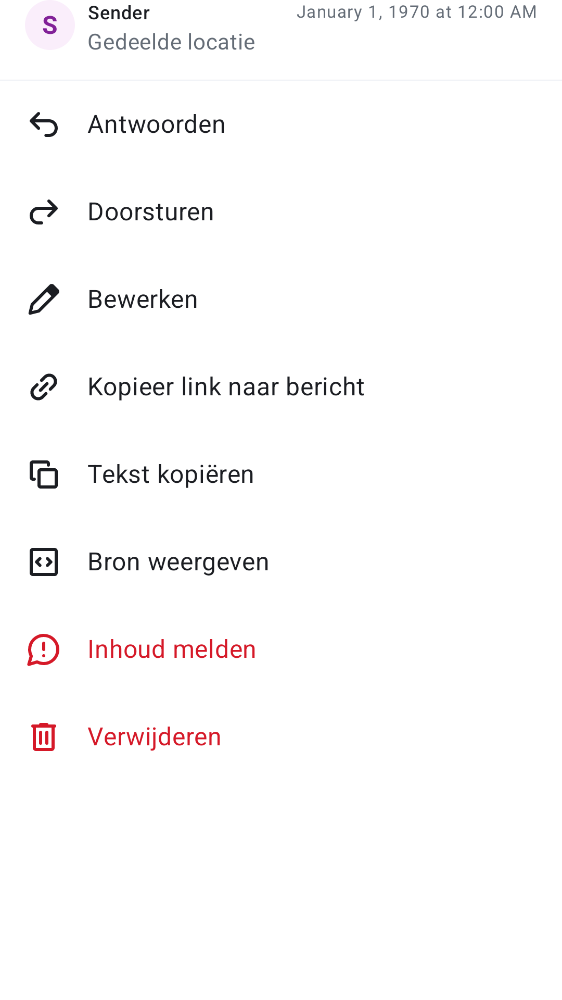 S
Sender
January 1, 1970 at 12:00 AM
Gedeelde locatie
Antwoorden
Doorsturen
Bewerken
Kopieer link naar bericht
Tekst kopiëren
Bron weergeven
Inhoud melden
Verwijderen